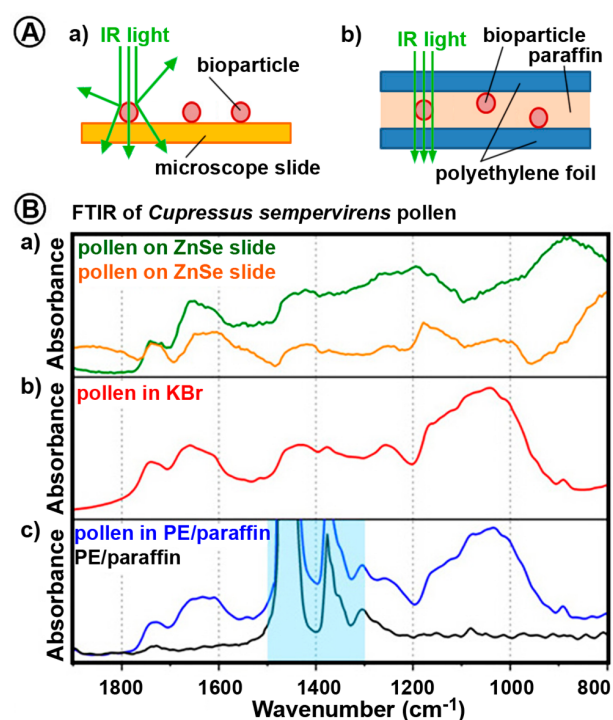 A
a)
b)
IR light
bioparticle
microscope slide
IR light
bioparticle
paraffin
polyethylene foil
B
FTIR of Cupressus sempervirens pollen
a)
pollen on ZnSe slide
pollen on ZnSe slide
Absorbance
b)
pollen in KBr
Absorbance
c)
pollen in PE/paraffin
PE/paraffin
Absorbance
1800 1600 1400 1200 1000 800
Wavenumber (cm⁻¹)